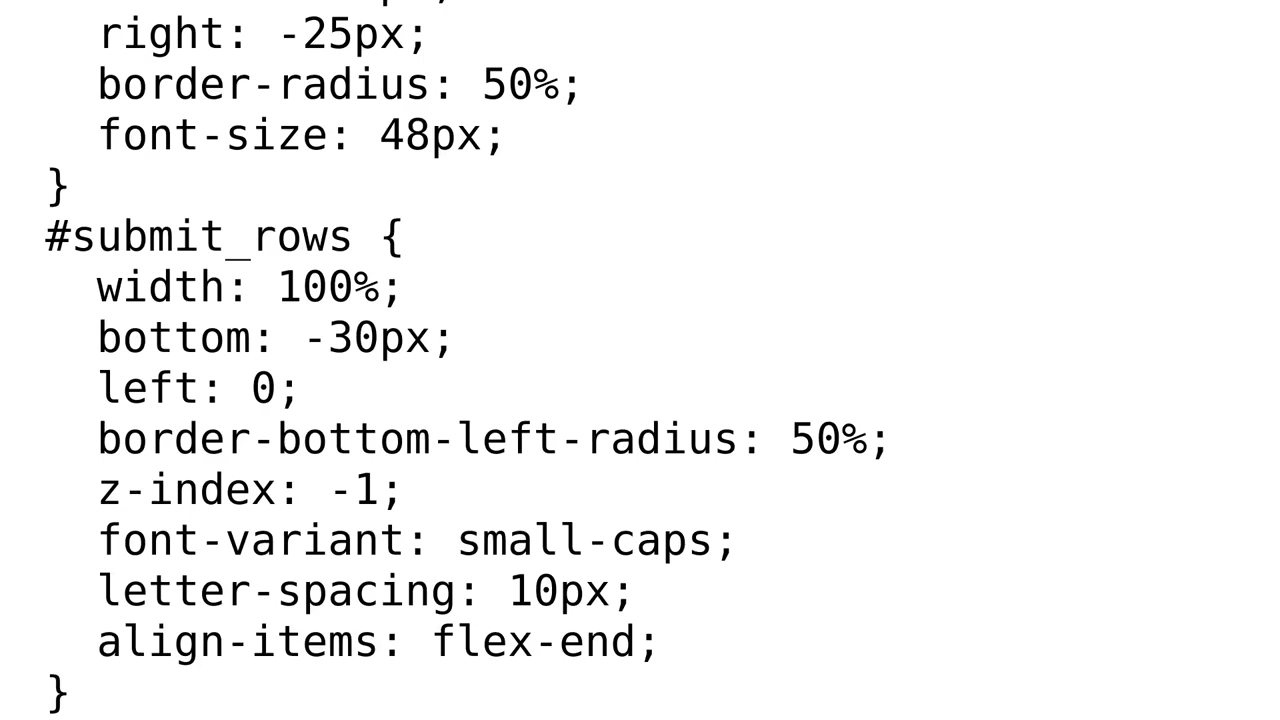 right: -25px;
  border-radius: 50%;
  font-size: 48px;
}
#submit_rows {
  width: 100%;
  bottom: -30px;
  left: 0;
  border-bottom-left-radius: 50%;
  z-index: -1;
  font-variant: small-caps;
  letter-spacing: 10px;
  align-items: flex-end;
}